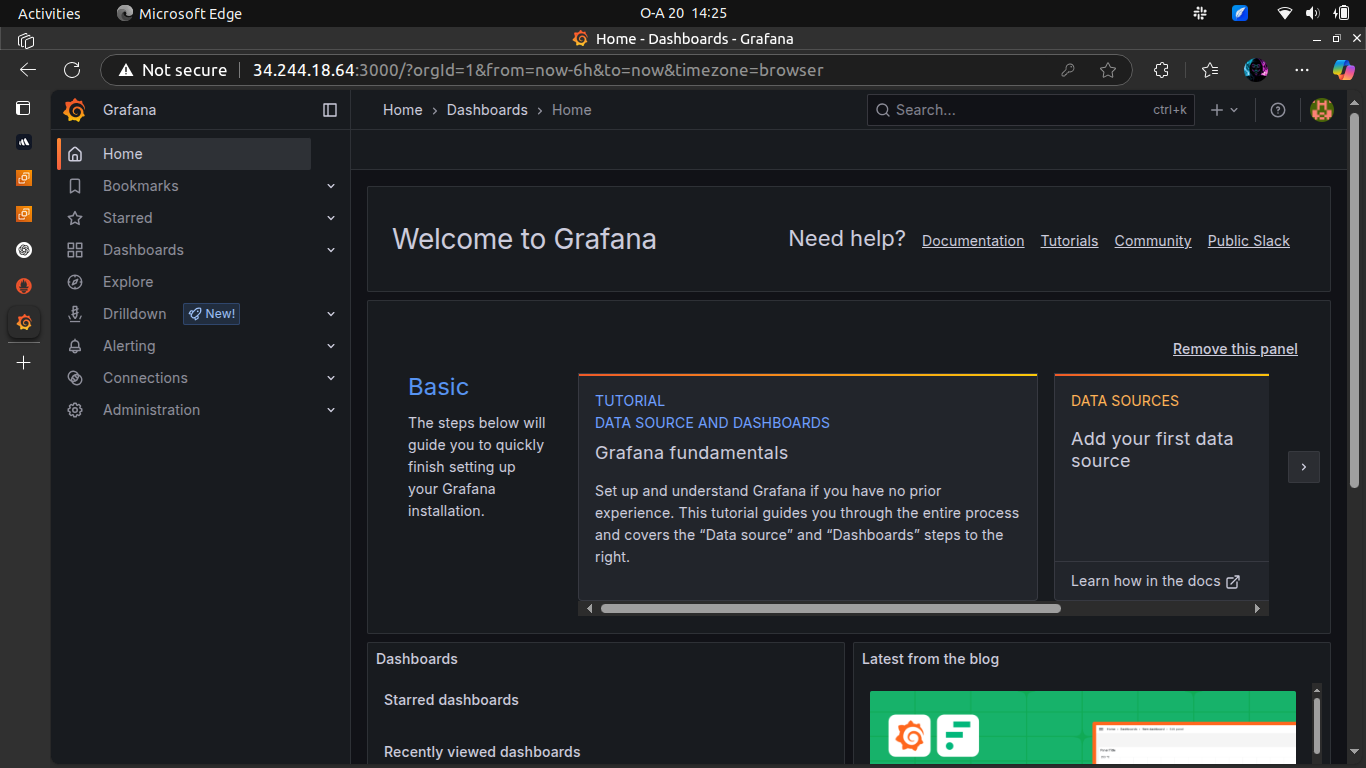 Activities
Microsoft Edge
O-A 20 14:25
Home - Dashboards - Grafana
Not secure
34.244.18.64:3000/?orgId=1&from=now-6h&to=now&timezone=browser
Grafana
Home › Dashboards › Home
Search...
ctrl+k
Home
Bookmarks
Starred
Dashboards
Explore
Drilldown
New!
Alerting
Connections
Administration
Welcome to Grafana
Need help?
Documentation
Tutorials
Community
Public Slack
Remove this panel
Basic
The steps below will
guide you to quickly
finish setting up
your Grafana
installation.
TUTORIAL
DATA SOURCE AND DASHBOARDS
Grafana fundamentals
Set up and understand Grafana if you have no prior
experience. This tutorial guides you through the entire process
and covers the “Data source” and “Dashboards” steps to the
right.
DATA SOURCES
Add your first data
source
Learn how in the docs
Dashboards
Starred dashboards
Recently viewed dashboards
Latest from the blog